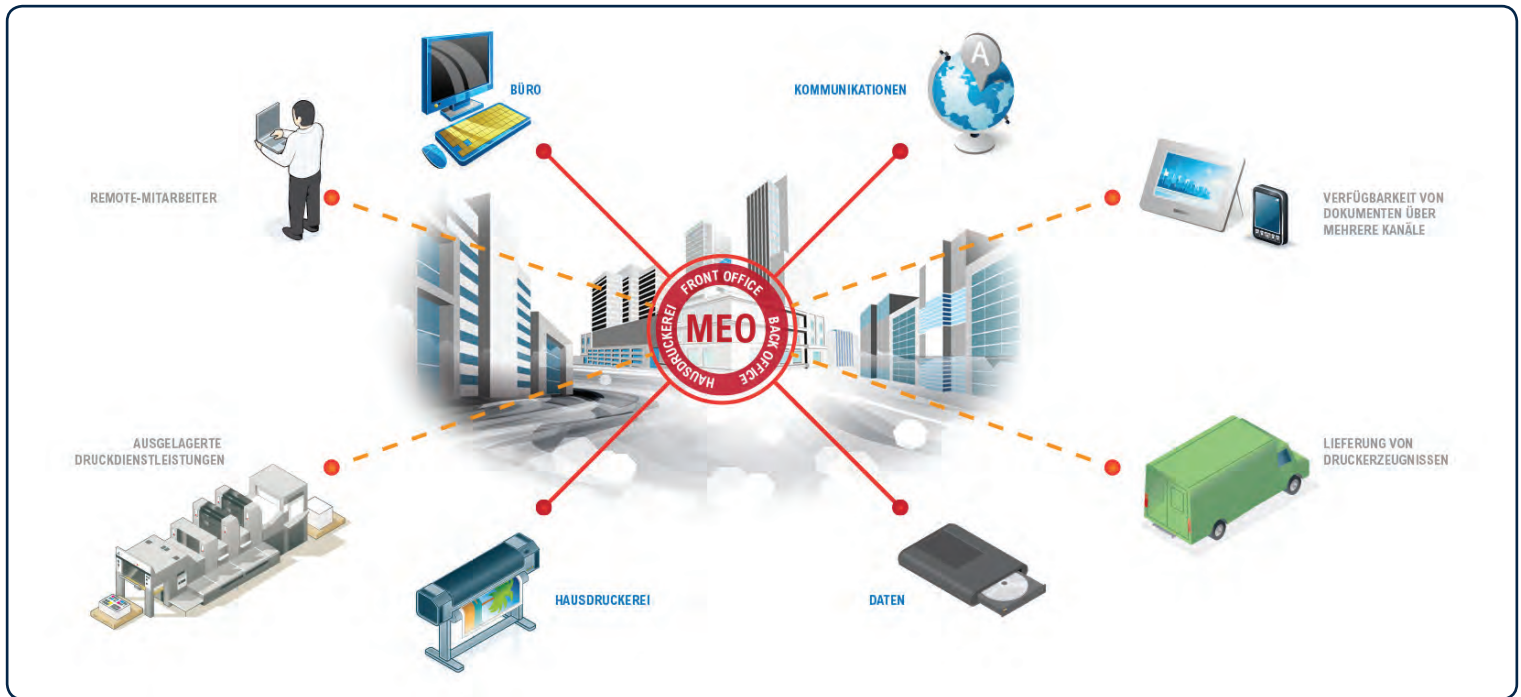 BÜRO
KOMMUNIKATIONEN
A
REMOTE-MITARBEITER
VERFÜGBARKEIT VON
DOKUMENTEN ÜBER
MEHRERE KANÄLE
FRONT OFFICE
BACK OFFICE
HAUSDRUCKEREI
MEO
AUSGELAGERTE
DRUCKDIENSTLEISTUNGEN
LIEFERUNG VON
DRUCKERZEUGNISSEN
HAUSDRUCKEREI
DATEN